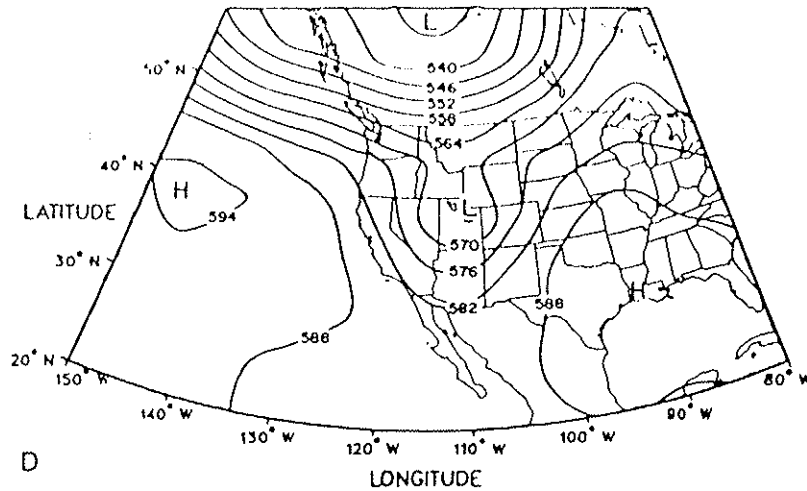 L
540
50° N
546
552
558
564
40° N
H
594
LATITUDE
L
570
30° N
576
582
588
H
588
20° N
150° W
80° W
140° W
90° W
130° W
100° W
120° W
110° W
D
LONGITUDE